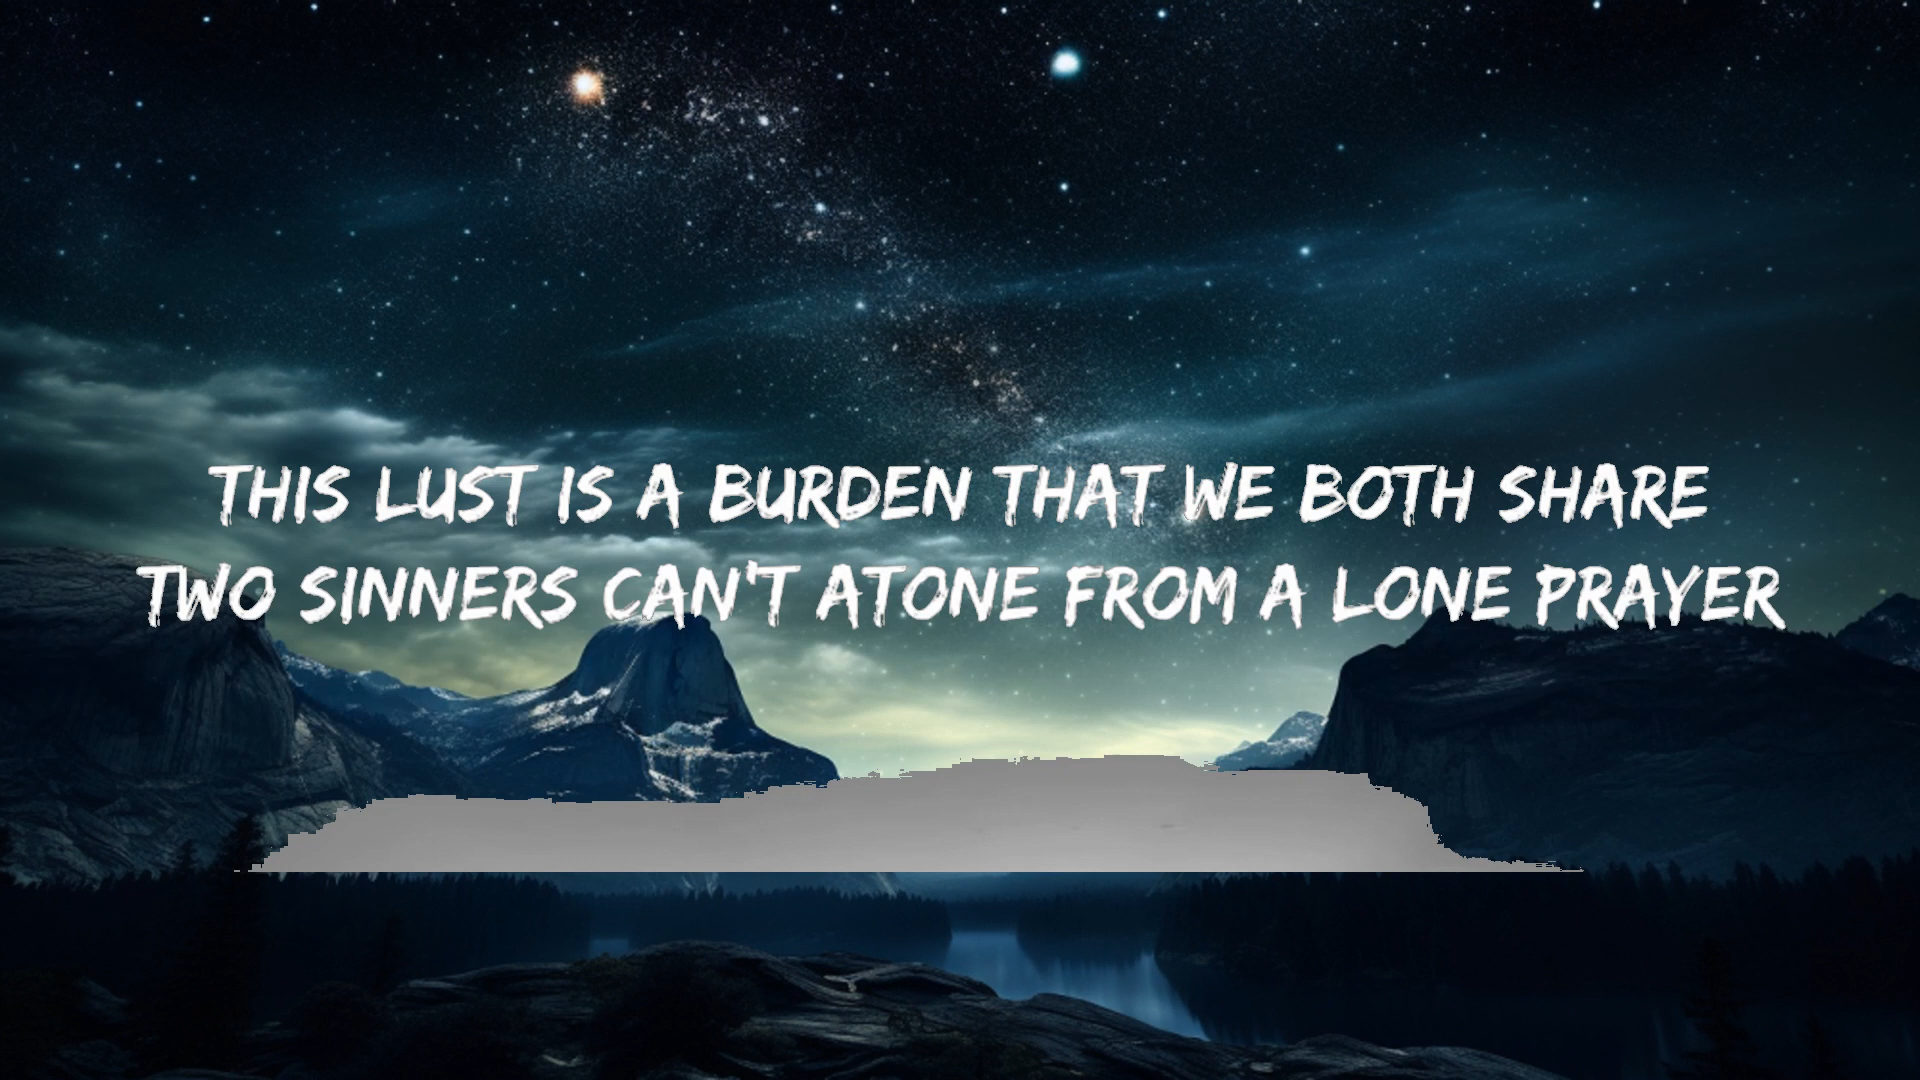 THIS LUST IS A BURDEN THAT WE BOTH SHARE
TWO SINNERS CAN'T ATONE FROM A LONE PRAYER